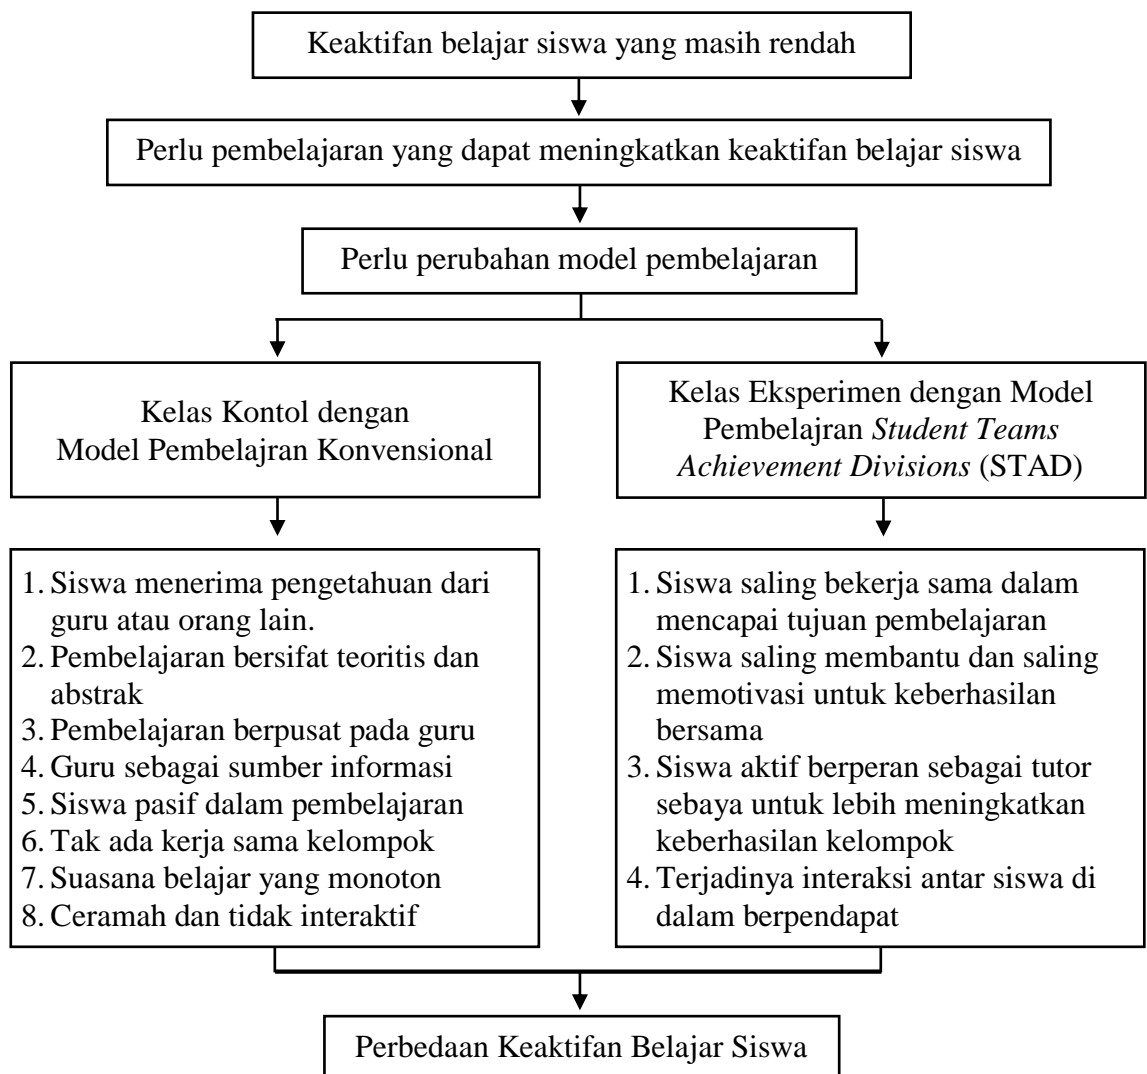 Keaktifan belajar siswa yang masih rendah
Perlu pembelajaran yang dapat meningkatkan keaktifan belajar siswa
Perlu perubahan model pembelajaran
Kelas Kontol dengan
Model Pembelajran Konvensional
Kelas Eksperimen dengan Model
Pembelajran Student Teams
Achievement Divisions (STAD)
1. Siswa menerima pengetahuan dari
guru atau orang lain.
2. Pembelajaran bersifat teoritis dan
abstrak
3. Pembelajaran berpusat pada guru
4. Guru sebagai sumber informasi
5. Siswa pasif dalam pembelajaran
6. Tak ada kerja sama kelompok
7. Suasana belajar yang monoton
8. Ceramah dan tidak interaktif
1. Siswa saling bekerja sama dalam
mencapai tujuan pembelajaran
2. Siswa saling membantu dan saling
memotivasi untuk keberhasilan
bersama
3. Siswa aktif berperan sebagai tutor
sebaya untuk lebih meningkatkan
keberhasilan kelompok
4. Terjadinya interaksi antar siswa di
dalam berpendapat
Perbedaan Keaktifan Belajar Siswa